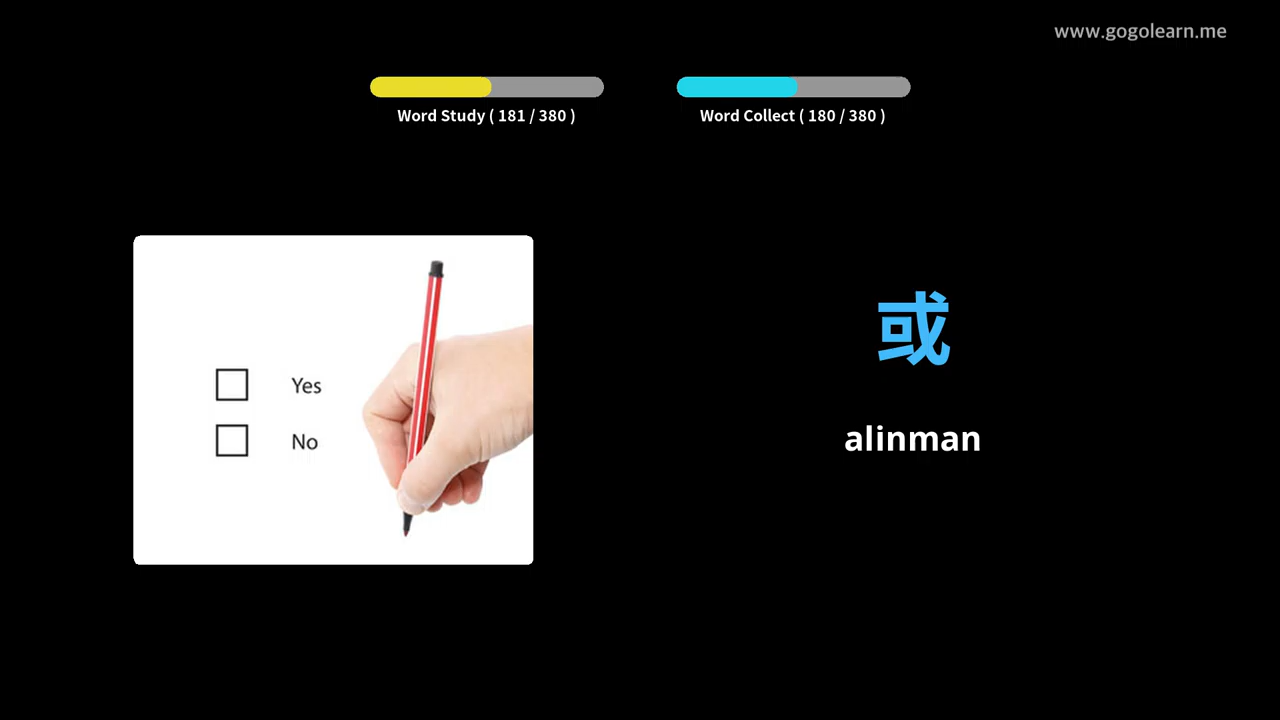 www.gogolearn.me
Word Study ( 181 / 380 )
Word Collect ( 180 / 380 )
Yes
No
或
alinman